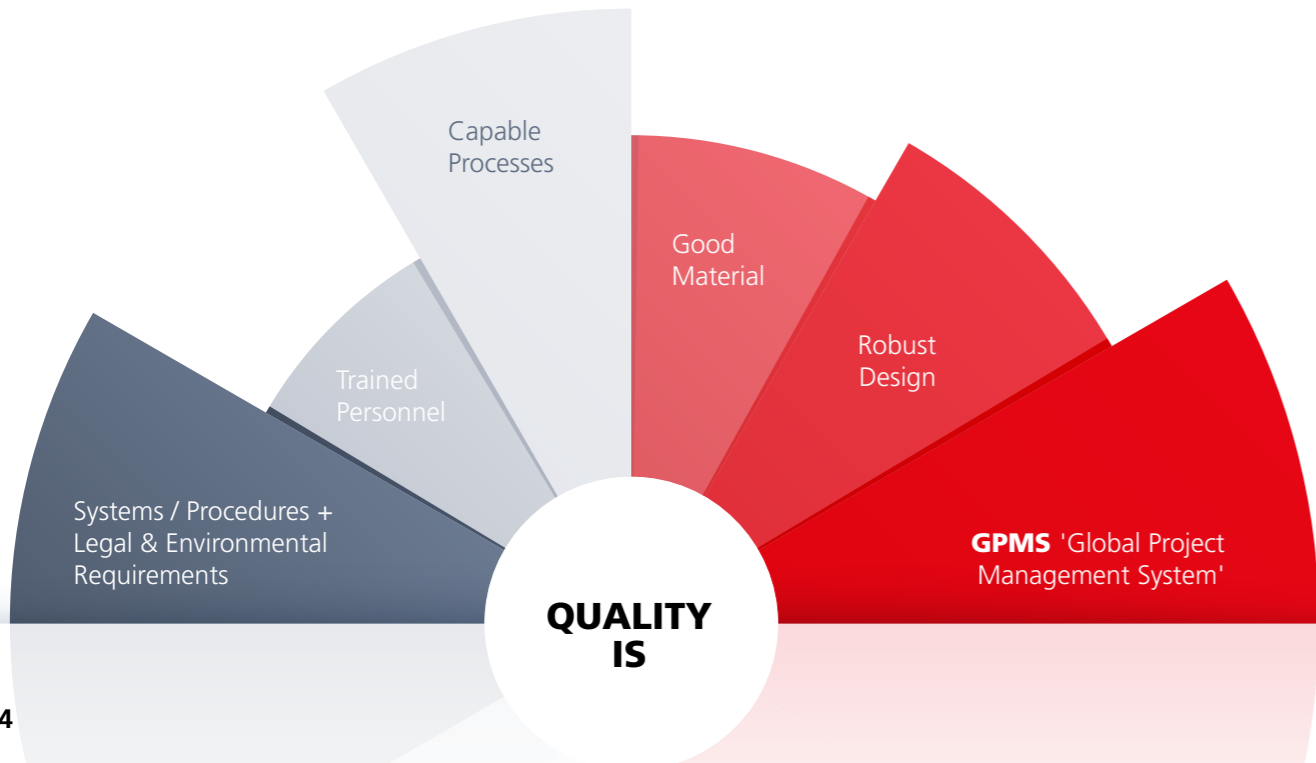 Capable
Processes
Good
Material
Robust
Design
Trained
Personnel
Systems / Procedures +
Legal & Environmental
Requirements
GPMS 'Global Project
Management System'
QUALITY
IS
4